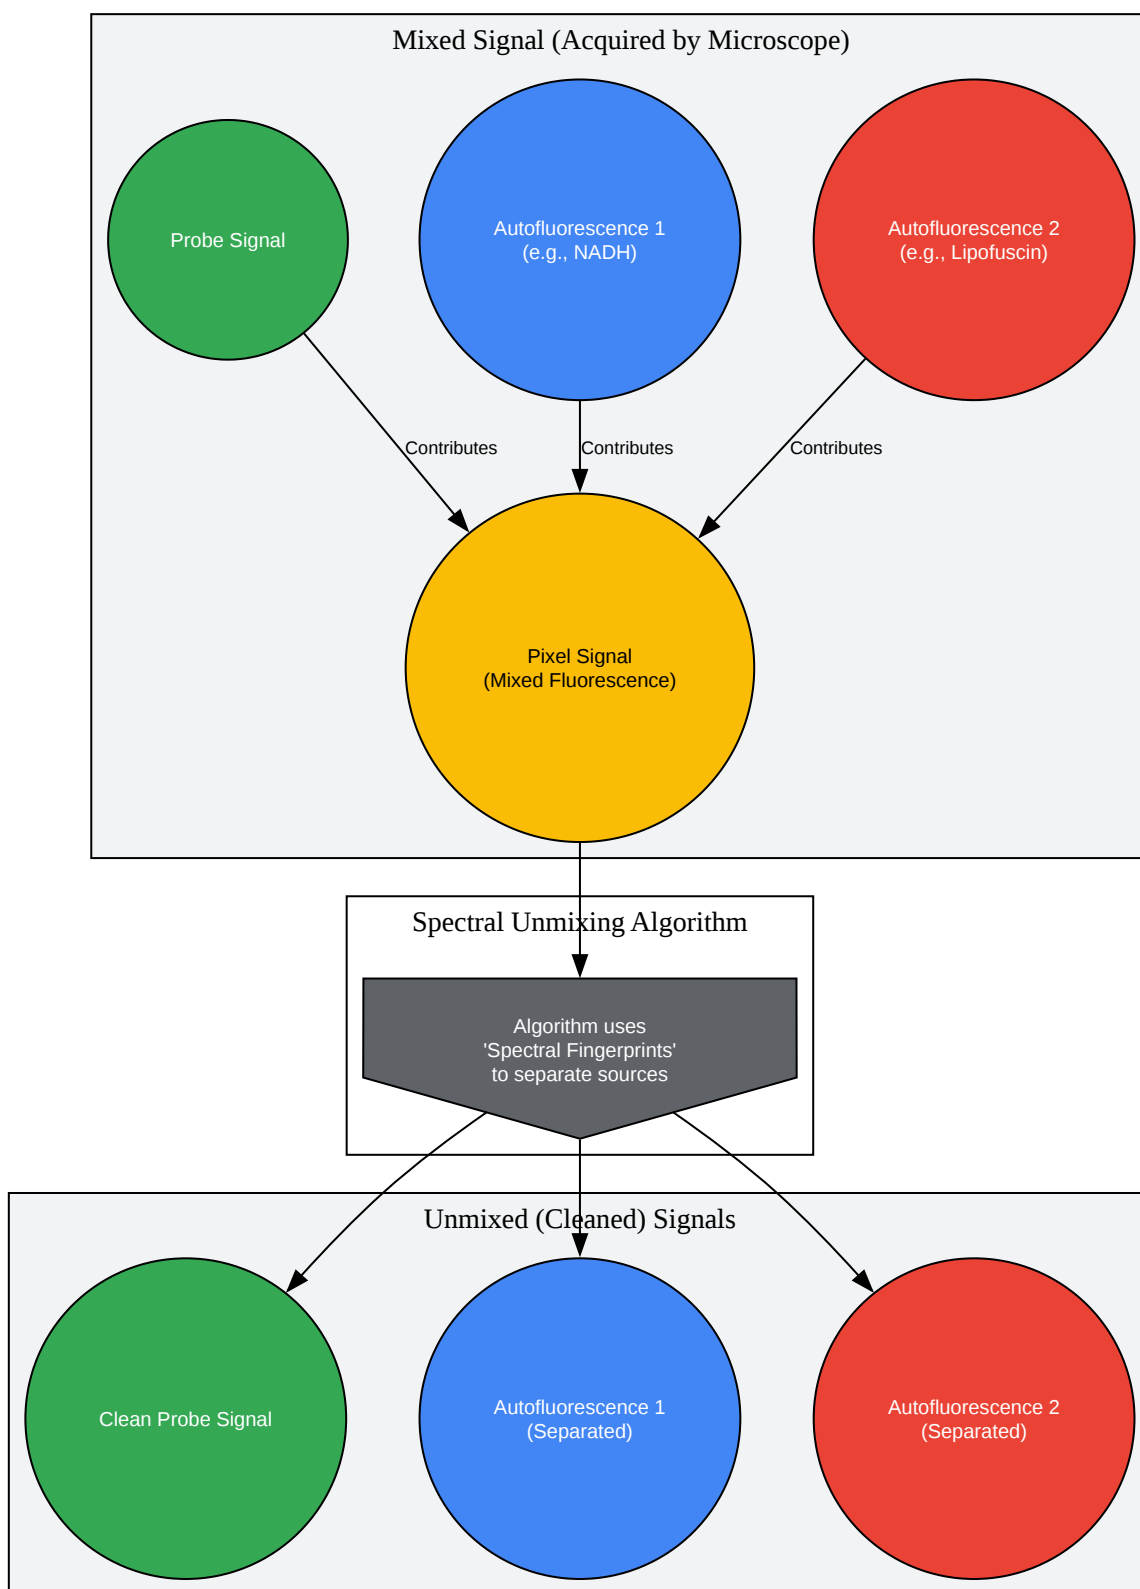 Mixed Signal (Acquired by Microscope)
Probe Signal
Autofluorescence 1
(e.g., NADH)
Autofluorescence 2
(e.g., Lipofuscin)
Contributes
Contributes
Contributes
Pixel Signal
(Mixed Fluorescence)
Spectral Unmixing Algorithm
Algorithm uses
'Spectral Fingerprints'
to separate sources
Unmixed (Cleaned) Signals
Clean Probe Signal
Autofluorescence 1
(Separated)
Autofluorescence 2
(Separated)